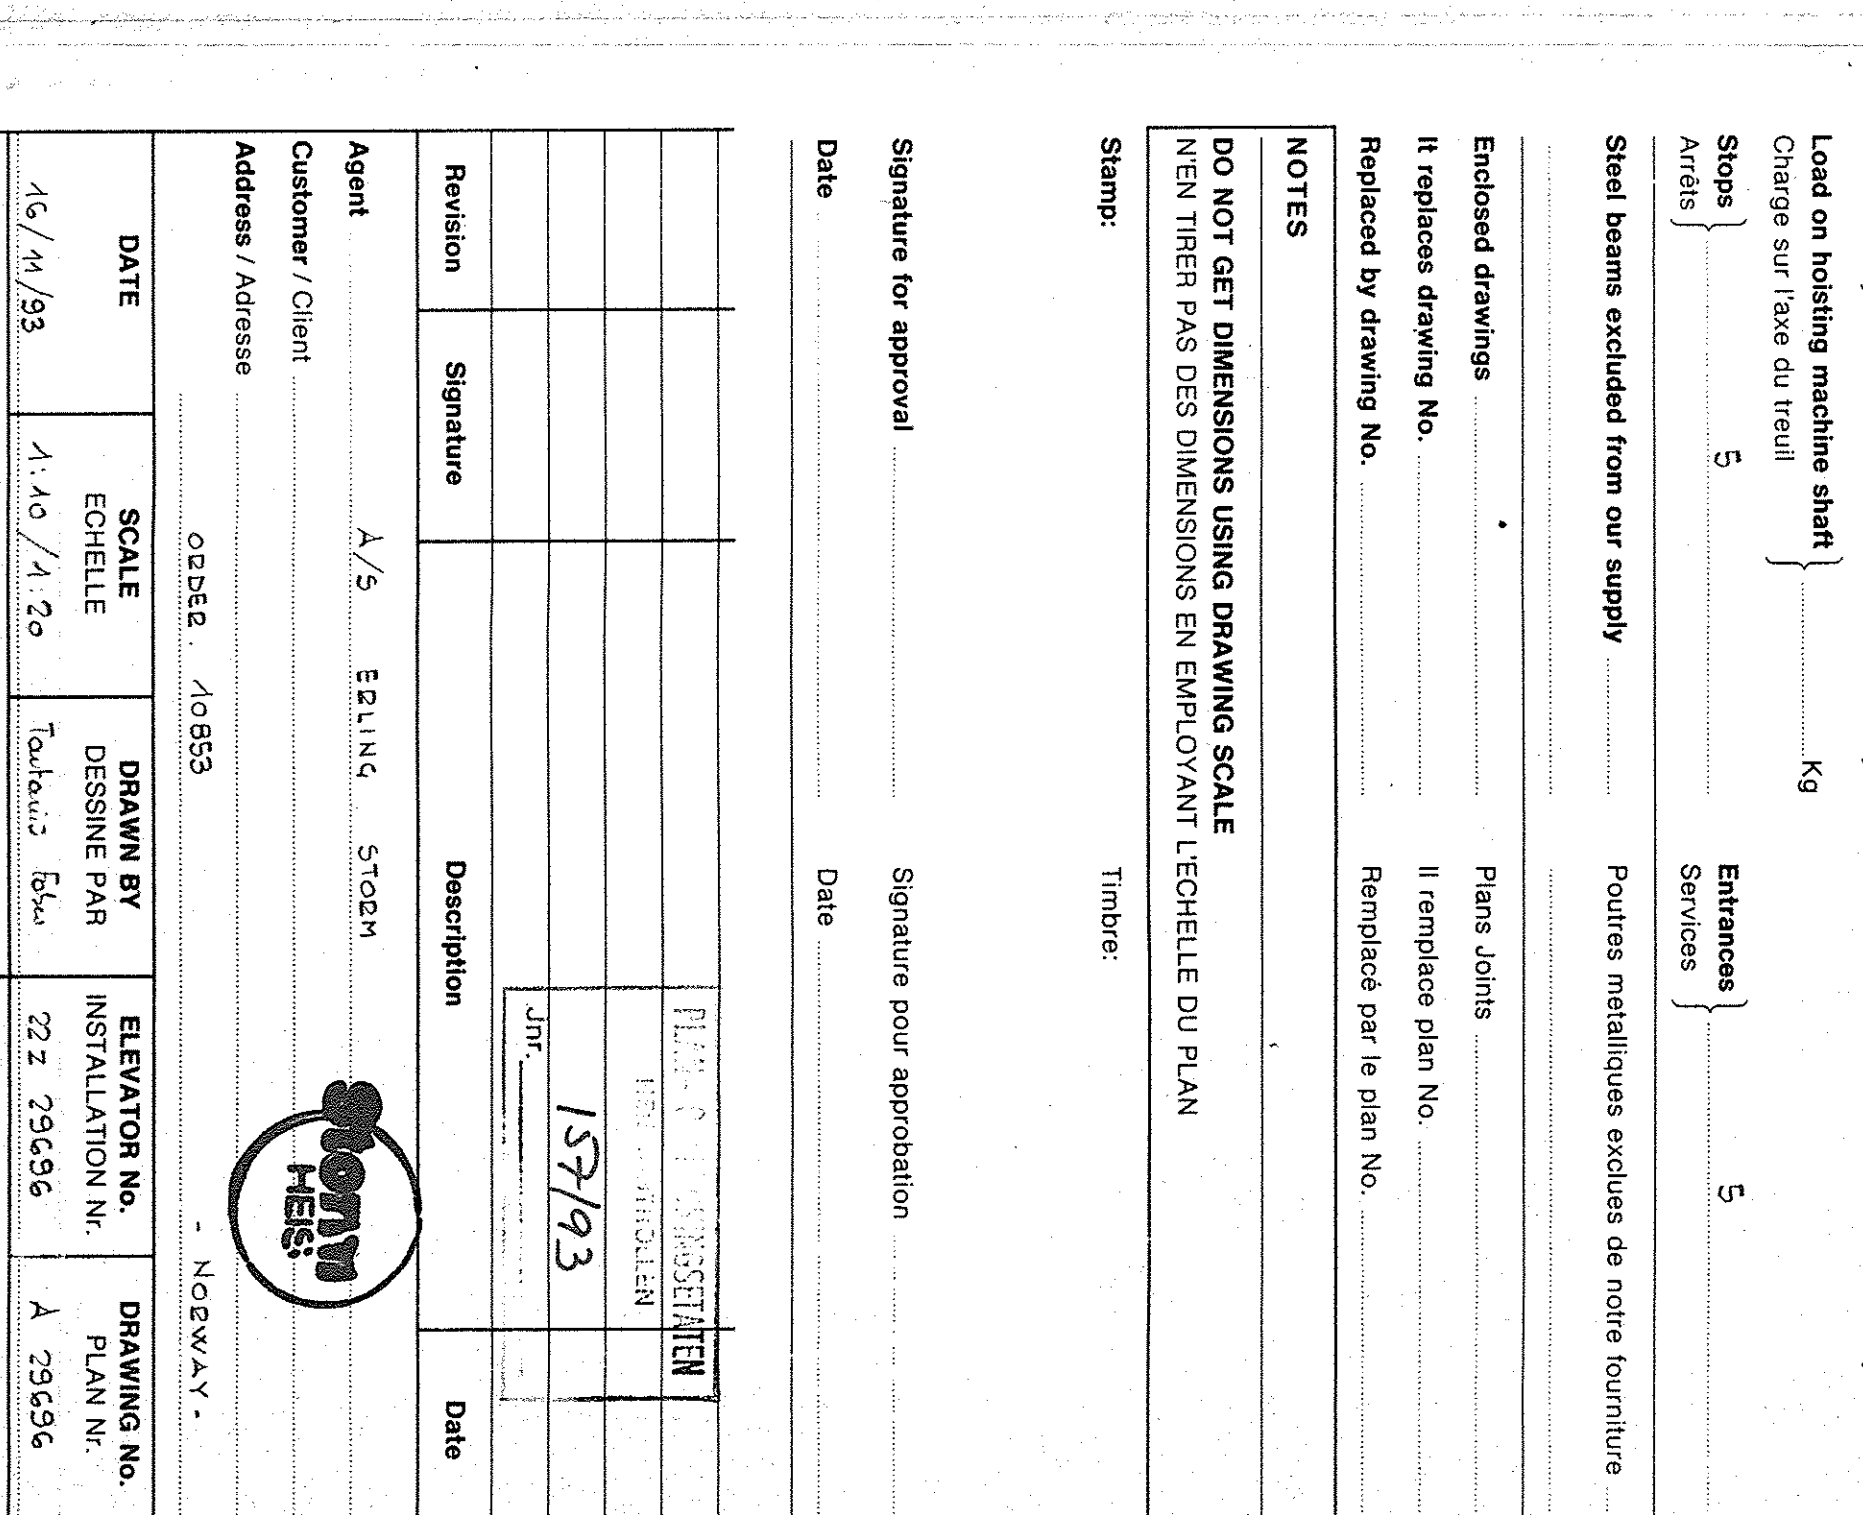 Load on hoisting machine shaft
Charge sur l'axe du treuil
Kg
Stops 5 Entrances 5
Arrêts Services
Steel beams excluded from our supply Poutres metalliques exclues de notre fourniture
Enclosed drawings Plans Joints
It replaces drawing No. Il remplace plan No.
Replaced by drawing No. Remplacé par le plan No.
NOTES
DO NOT GET DIMENSIONS USING DRAWING SCALE
N'EN TIRER PAS DES DIMENSIONS EN EMPLOYANT L'ECHELLE DU PLAN
Stamp: Timbre:
Signature for approval Signature pour approbation
Date Date
Jnr. 157/93
Revision Signature Description Date
Agent A/S ERLING STORM
Customer / Client
Address / Adresse
Storm HEIS
ORDER. 10853 - NORWAY -
DATE SCALE DRAWN BY ELEVATOR No. DRAWING No.
ECHELLE DESSINE PAR INSTALLATION Nr. PLAN Nr.
16/11/93 1:10/1:20 22 Z 29696 A 29696